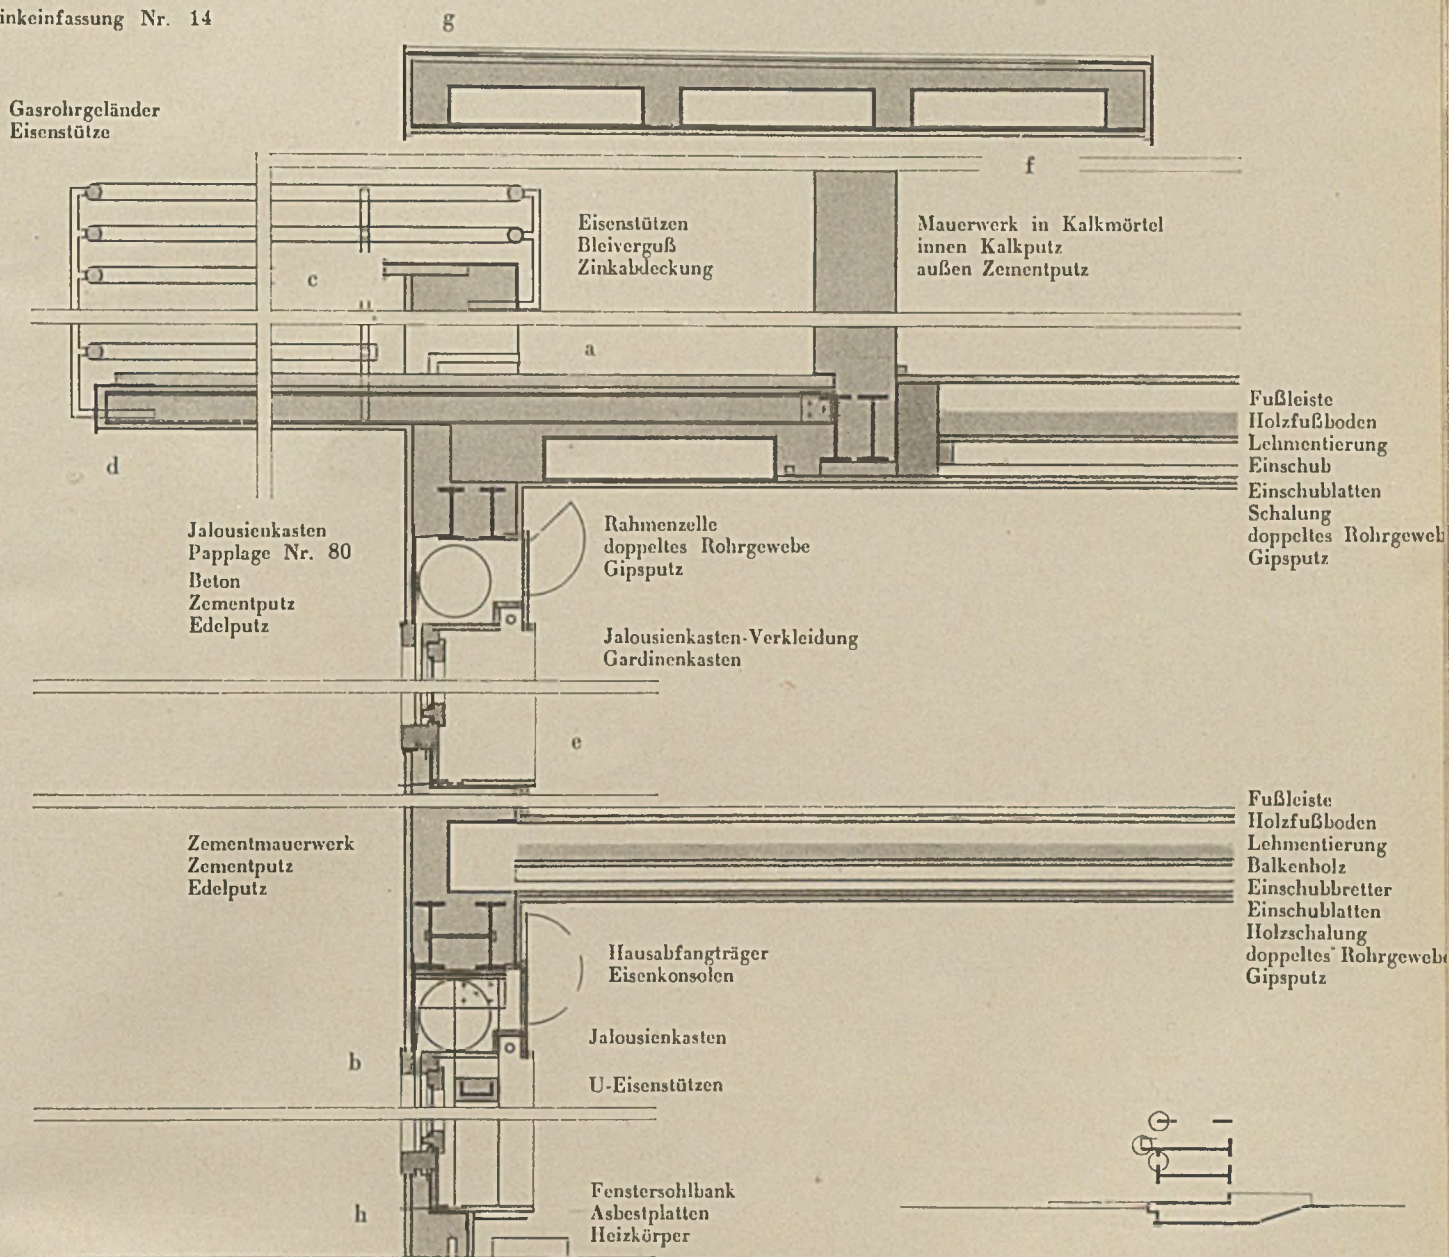 inkeinfassung Nr. 14
g
Gasrohrgeländer
Eisenstütze
f
Eisenstützen
Bleiverguß
Zinkabdeckung
Mauerwerk in Kalkmörtel
innen Kalkputz
außen Zementputz
c
a
Fußleiste
Holzfußboden
Lehmentierung
Einschub
Einschublatten
Schalung
doppeltes Rohrgeweb
Gipsputz
d
Jalousienkasten
Papplage Nr. 80
Beton
Zementputz
Edelputz
Rahmenzelle
doppeltes Rohrgewebe
Gipsputz
Jalousienkasten-Verkleidung
Gardinenkasten
e
Zementmauerwerk
Zementputz
Edelputz
Fußleiste
Holzfußboden
Lehmentierung
Balkenholz
Einschubbretter
Einschublatten
Holzschalung
doppeltes Rohrgewebe
Gipsputz
Hausabfangträger
Eisenkonsolen
Jalousienkasten
b
U-Eisenstützen
Fenstersohlbank
Asbestplatten
Heizkörper
h